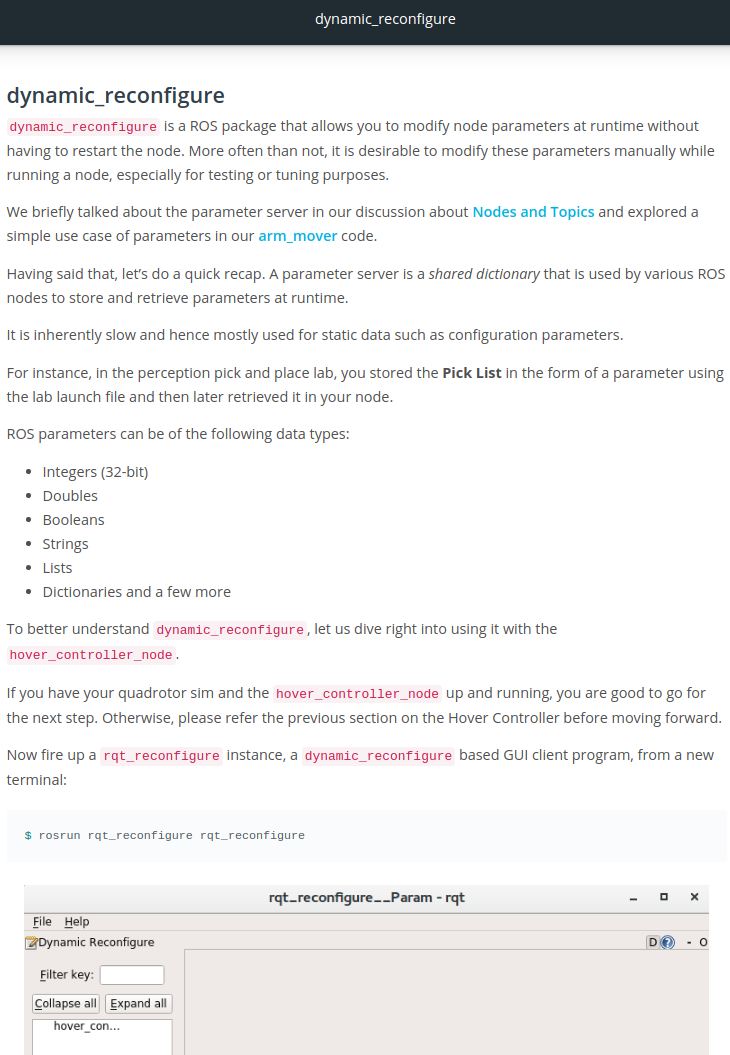 dynamic_reconfigure
dynamic_reconfigure
dynamic_reconfigure is a ROS package that allows you to modify node parameters at runtime without
having to restart the node. More often than not, it is desirable to modify these parameters manually while
running a node, especially for testing or tuning purposes.
We briefly talked about the parameter server in our discussion about Nodes and Topics and explored a
simple use case of parameters in our arm_mover code.
Having said that, let’s do a quick recap. A parameter server is a shared dictionary that is used by various ROS
nodes to store and retrieve parameters at runtime.
It is inherently slow and hence mostly used for static data such as configuration parameters.
For instance, in the perception pick and place lab, you stored the Pick List in the form of a parameter using
the lab launch file and then later retrieved it in your node.
ROS parameters can be of the following data types:
• Integers (32-bit)
• Doubles
• Booleans
• Strings
• Lists
• Dictionaries and a few more
To better understand dynamic_reconfigure, let us dive right into using it with the
hover_controller_node.
If you have your quadrotor sim and the hover_controller_node up and running, you are good to go for
the next step. Otherwise, please refer the previous section on the Hover Controller before moving forward.
Now fire up a rqt_reconfigure instance, a dynamic_reconfigure based GUI client program, from a new
terminal:
$ rosrun rqt_reconfigure rqt_reconfigure
rqt_reconfigure__Param - rqt
File Help
Dynamic Reconfigure D ? - O
Filter key:
Collapse all Expand all
hover_con...